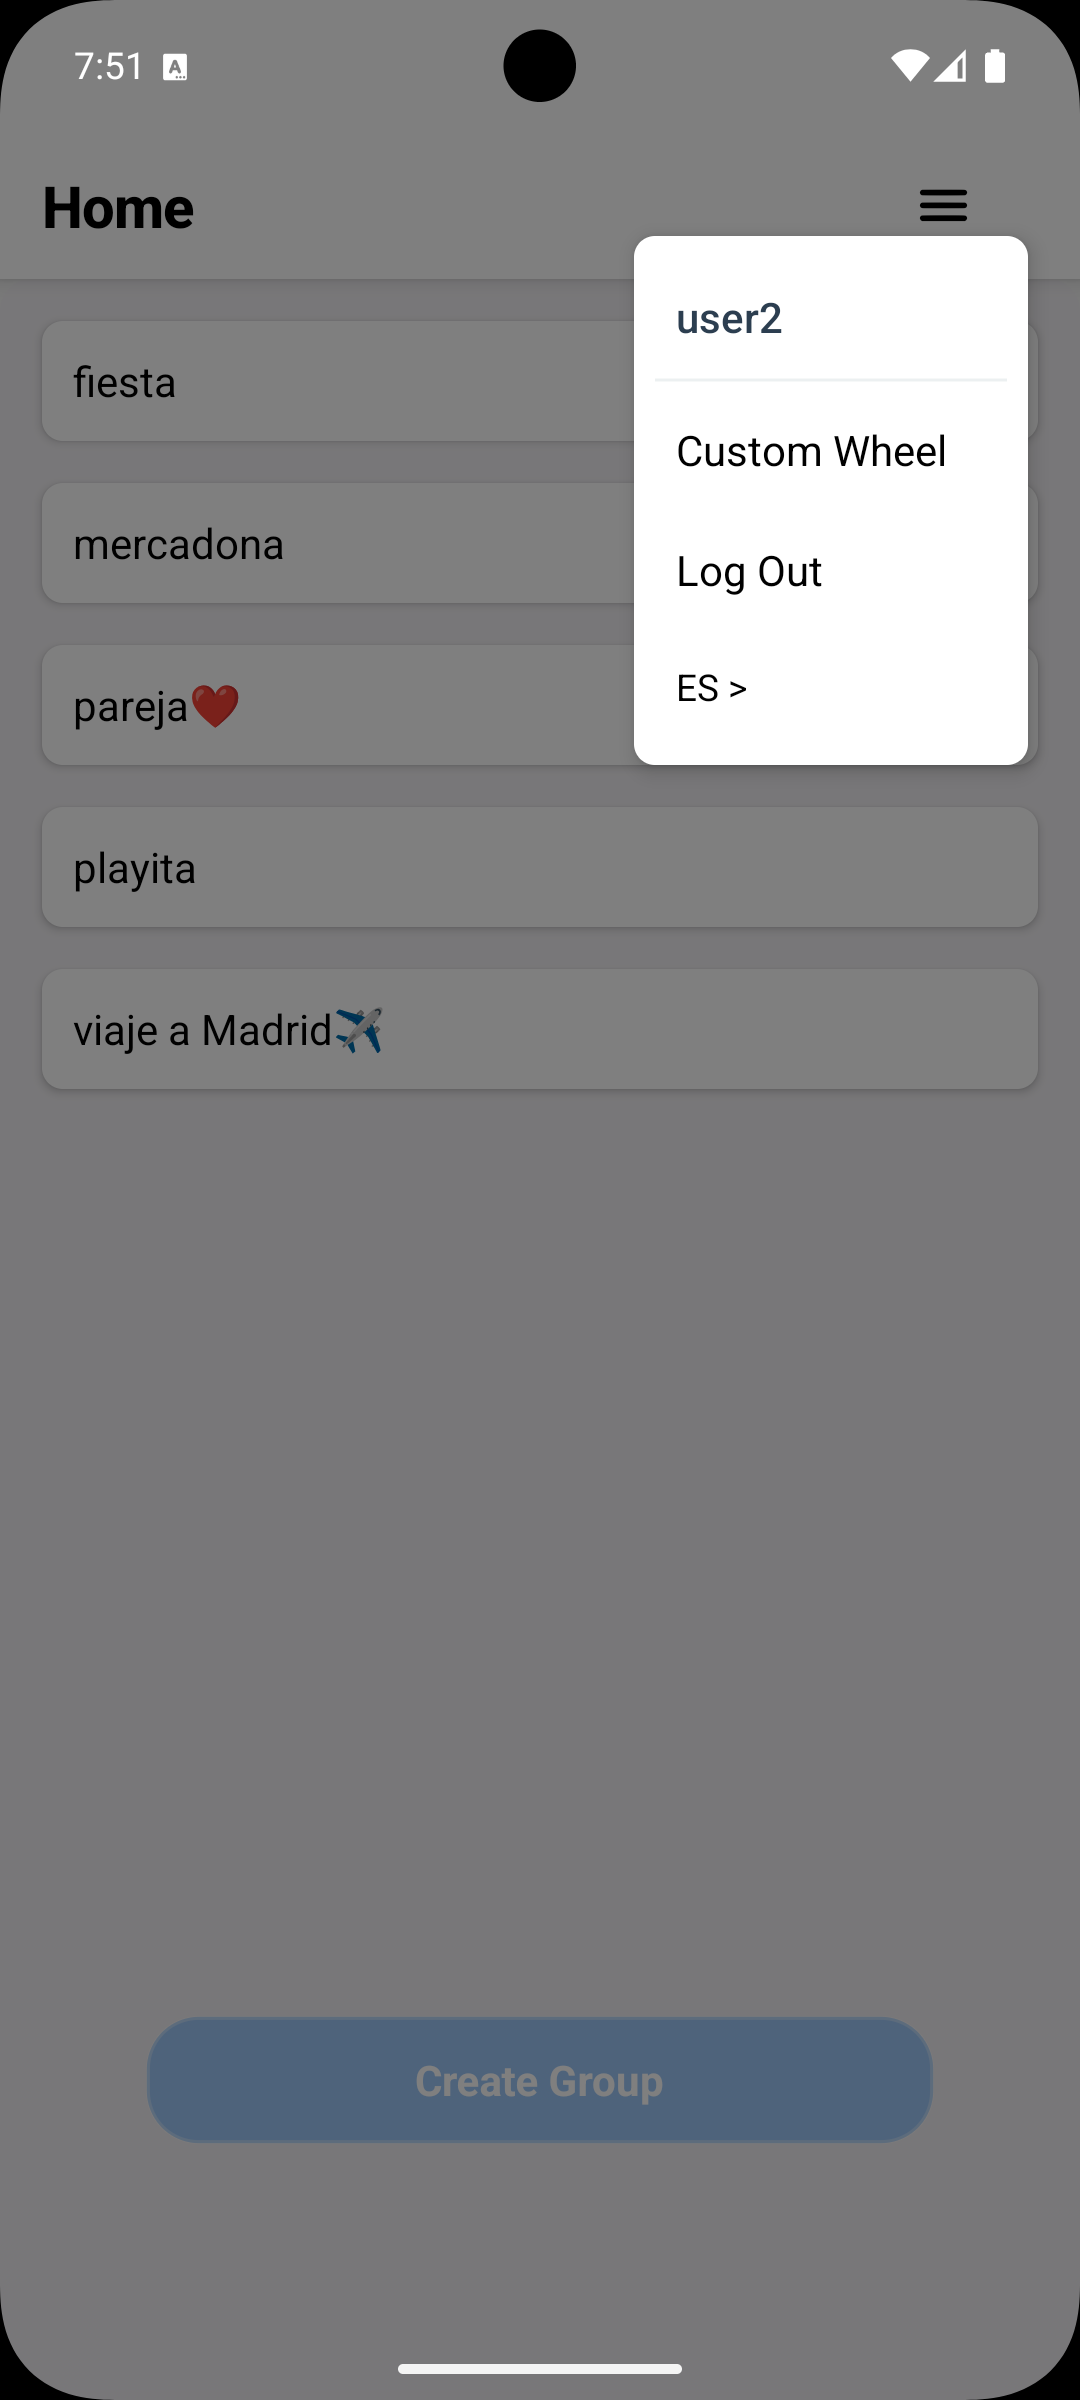 7:51
Home
user2
Custom Wheel
Log Out
ES >
fiesta
mercadona
pareja❤️
playita
viaje a Madrid✈️
Create Group